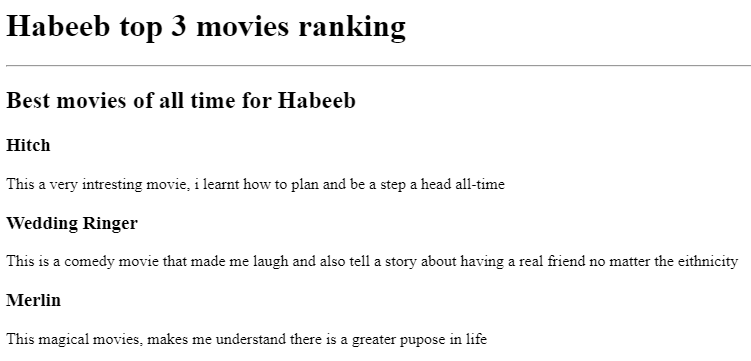 Habeeb top 3 movies ranking
Best movies of all time for Habeeb
Hitch
This a very intresting movie, i learnt how to plan and be a step a head all-time
Wedding Ringer
This is a comedy movie that made me laugh and also tell a story about having a real friend no matter the eithnicity
Merlin
This magical movies, makes me understand there is a greater pupose in life